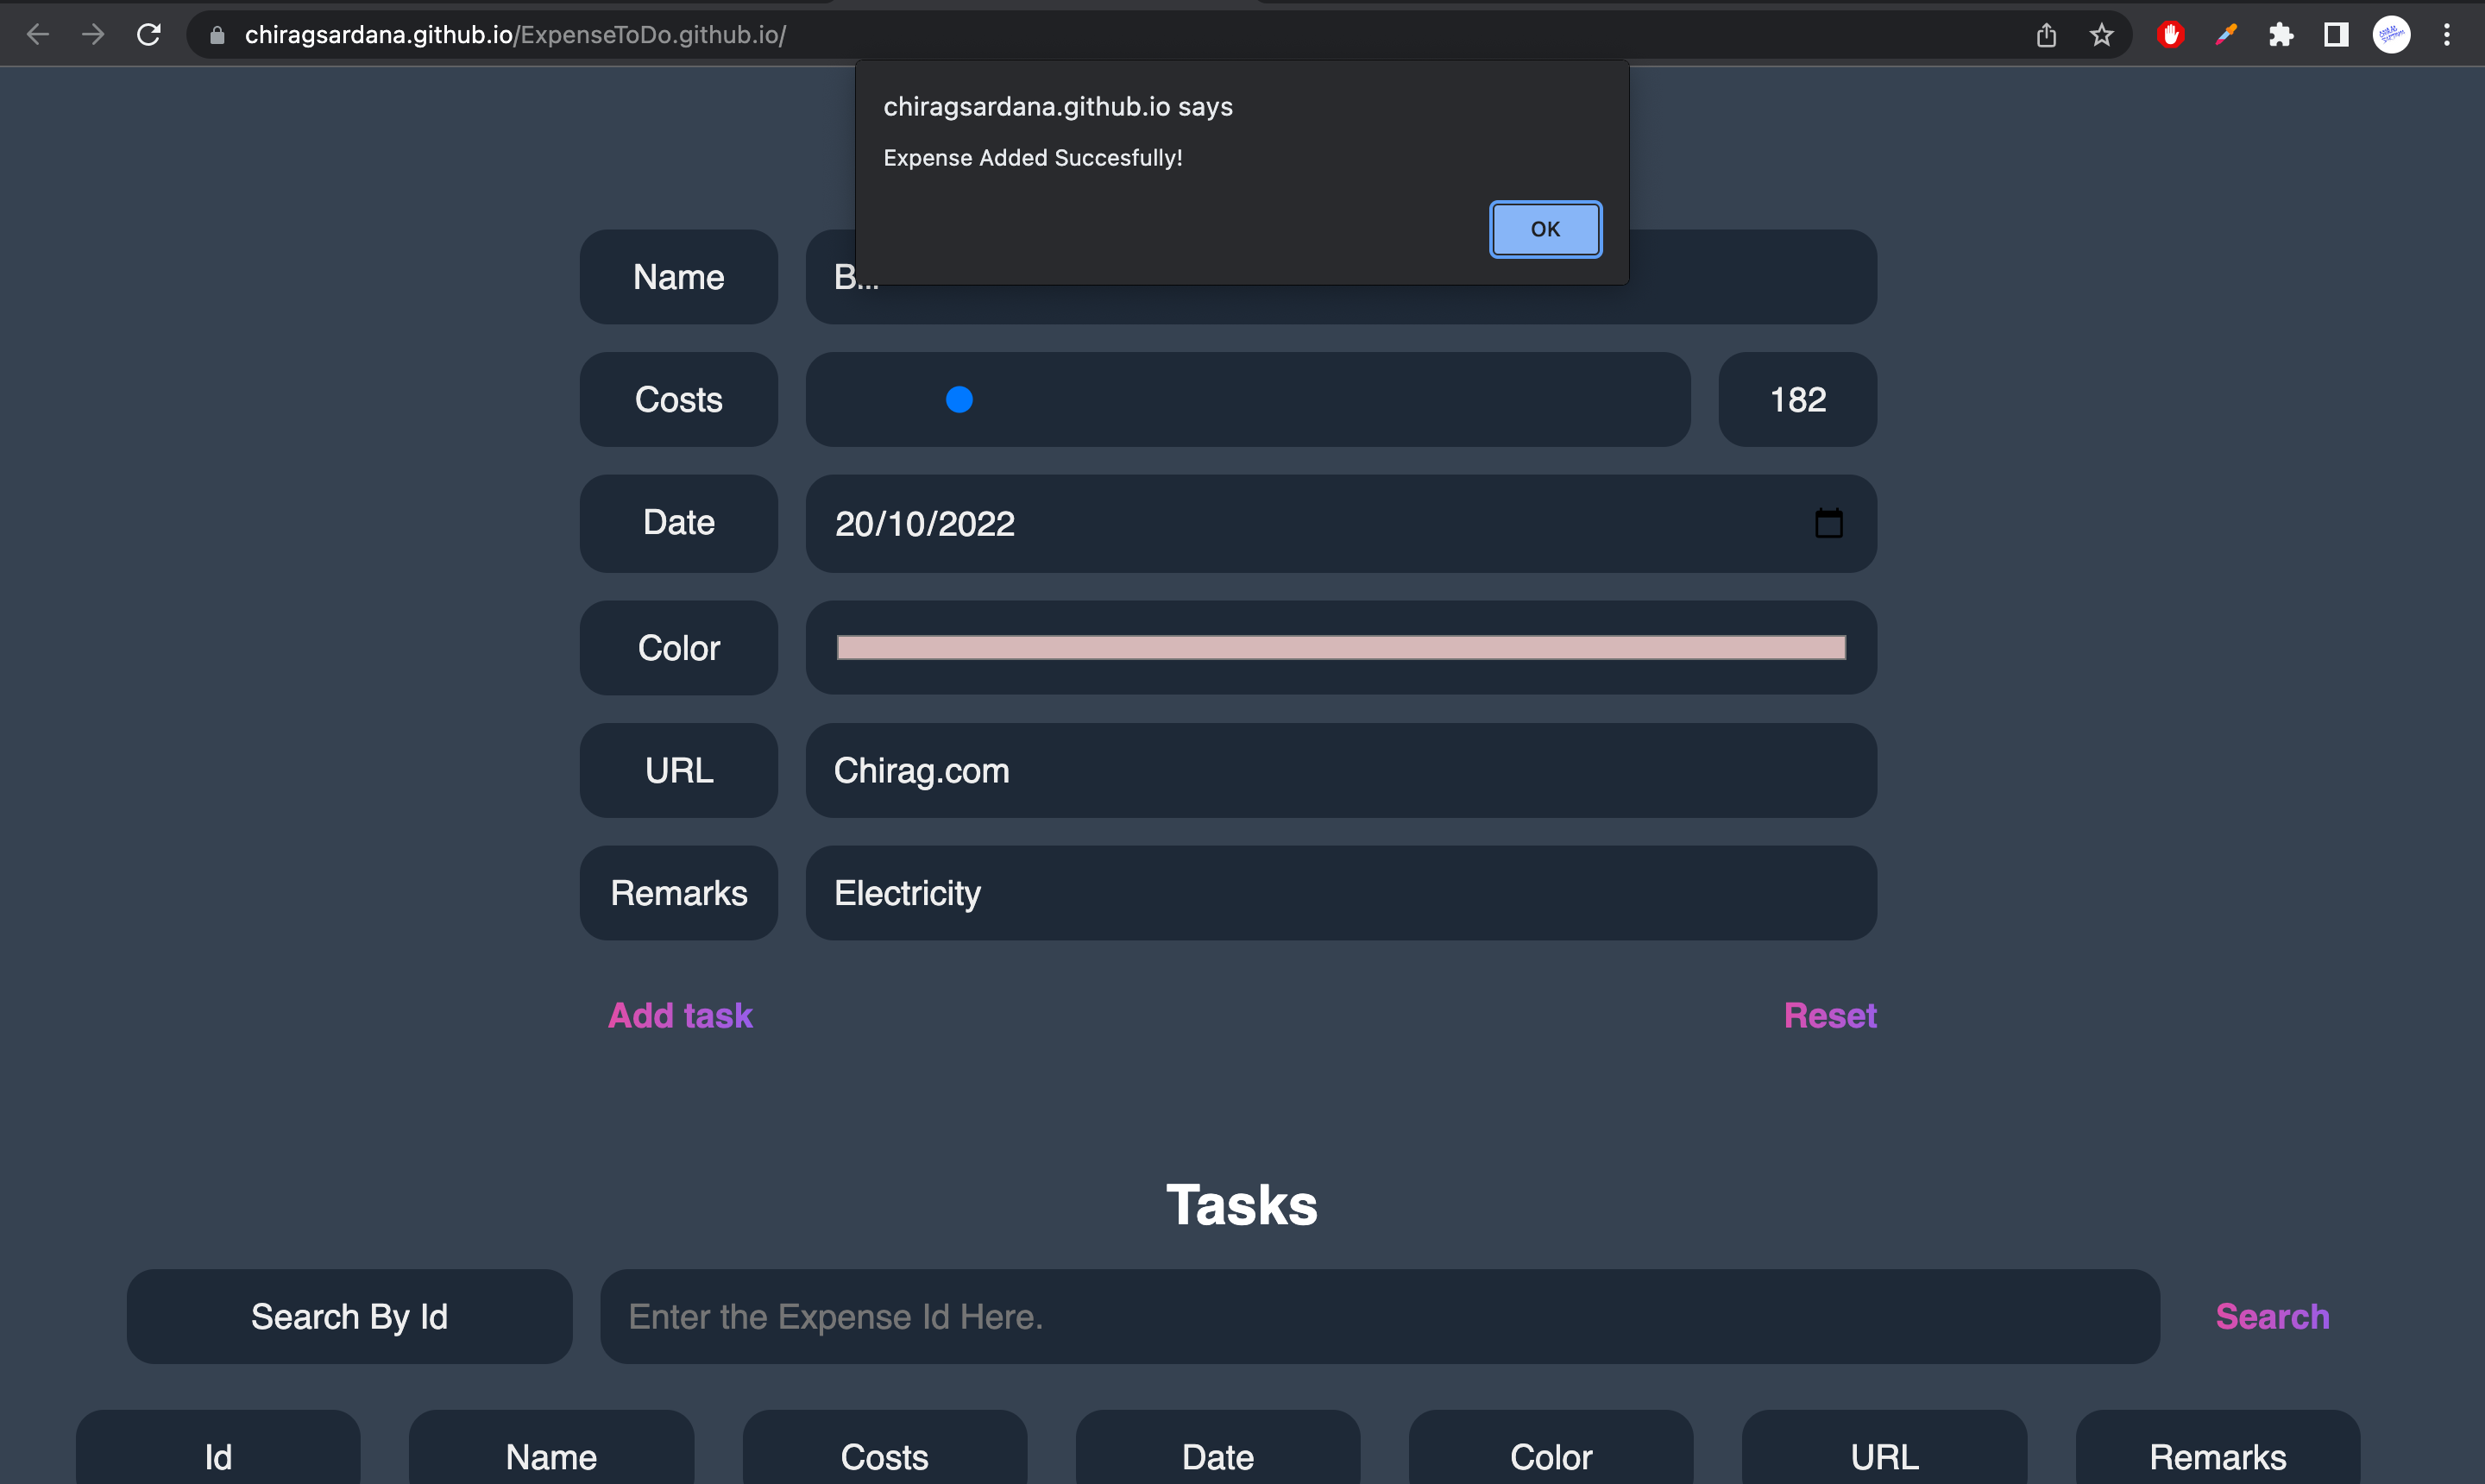 chiragsardana.github.io/ExpenseToDo.github.io/
chiragsardana.github.io says
Expense Added Succesfully!
OK
Name
Costs 182
Date 20/10/2022
Color
URL Chirag.com
Remarks Electricity
Add task Reset
Tasks
Search By Id Enter the Expense Id Here. Search
Id Name Costs Date Color URL Remarks